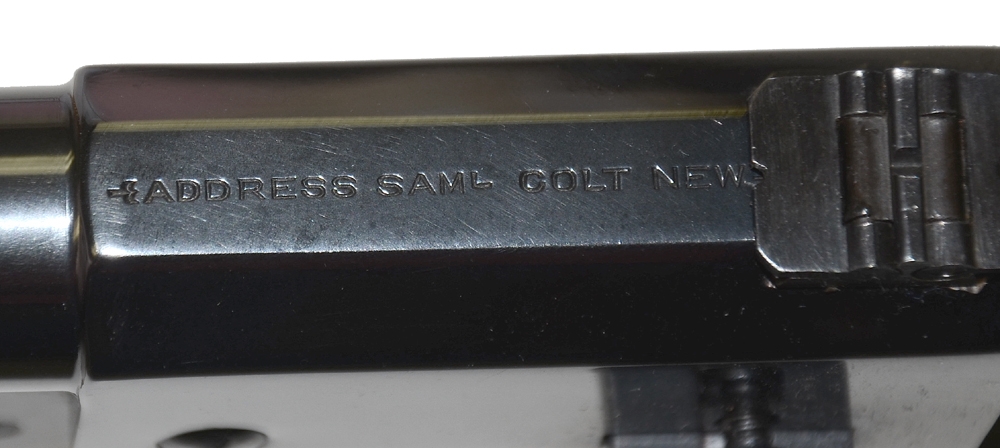 ADDRESS SAML COLT NEW